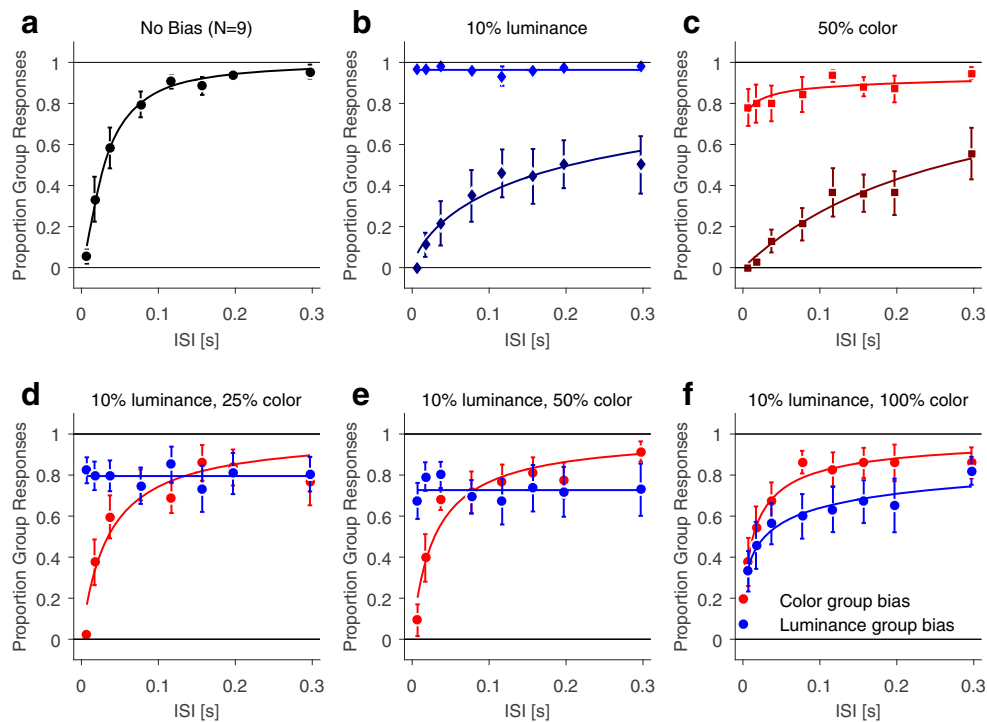 a
No Bias (N=9)
Proportion Group Responses
1
0.8
0.6
0.4
0.2
0
0
0.1
0.2
0.3
ISI [s]
b
10% luminance
Proportion Group Responses
1
0.8
0.6
0.4
0.2
0
0
0.1
0.2
0.3
ISI [s]
c
50% color
Proportion Group Responses
1
0.8
0.6
0.4
0.2
0
0
0.1
0.2
0.3
ISI [s]
d
10% luminance, 25% color
Proportion Group Responses
1
0.8
0.6
0.4
0.2
0
0
0.1
0.2
0.3
ISI [s]
e
10% luminance, 50% color
Proportion Group Responses
1
0.8
0.6
0.4
0.2
0
0
0.1
0.2
0.3
ISI [s]
f
10% luminance, 100% color
Proportion Group Responses
1
0.8
0.6
0.4
0.2
0
Color group bias
Luminance group bias
0
0.1
0.2
0.3
ISI [s]